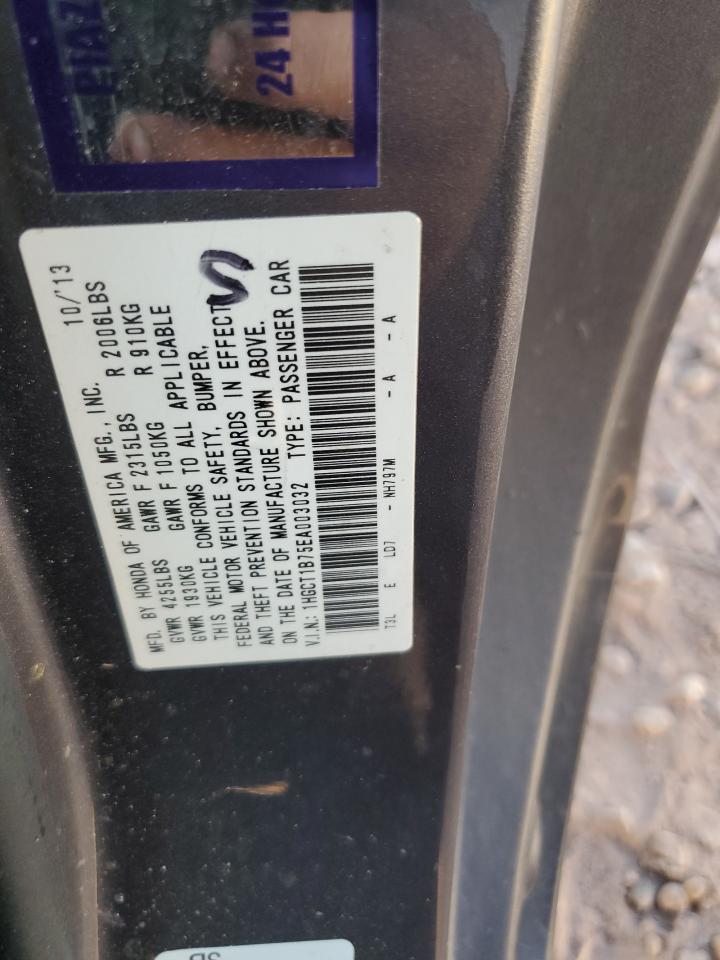 PIAZ
24 H
MFD. BY HONDA OF AMERICA MFG., INC. 10/'13
GVWR 4255LBS GAWR F 2315LBS R 2006LBS
GVWR 1930KG GAWR F 1050KG R 910KG
THIS VEHICLE CONFORMS TO ALL APPLICABLE
FEDERAL MOTOR VEHICLE SAFETY, BUMPER,
AND THEFT PREVENTION STANDARDS IN EFFECT
ON THE DATE OF MANUFACTURE SHOWN ABOVE.
V.I.N.: 1HGCT1B75EA003032 TYPE: PASSENGER CAR
T3L E LD7 - NH797M - A - A